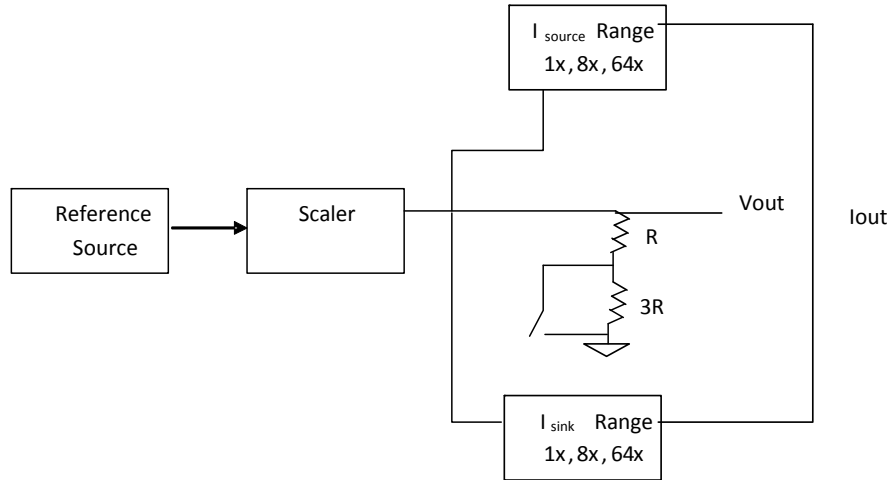 I source Range
1x, 8x, 64x
Reference
Source
Scaler
Vout
Iout
R
3R
I sink Range
1x, 8x, 64x